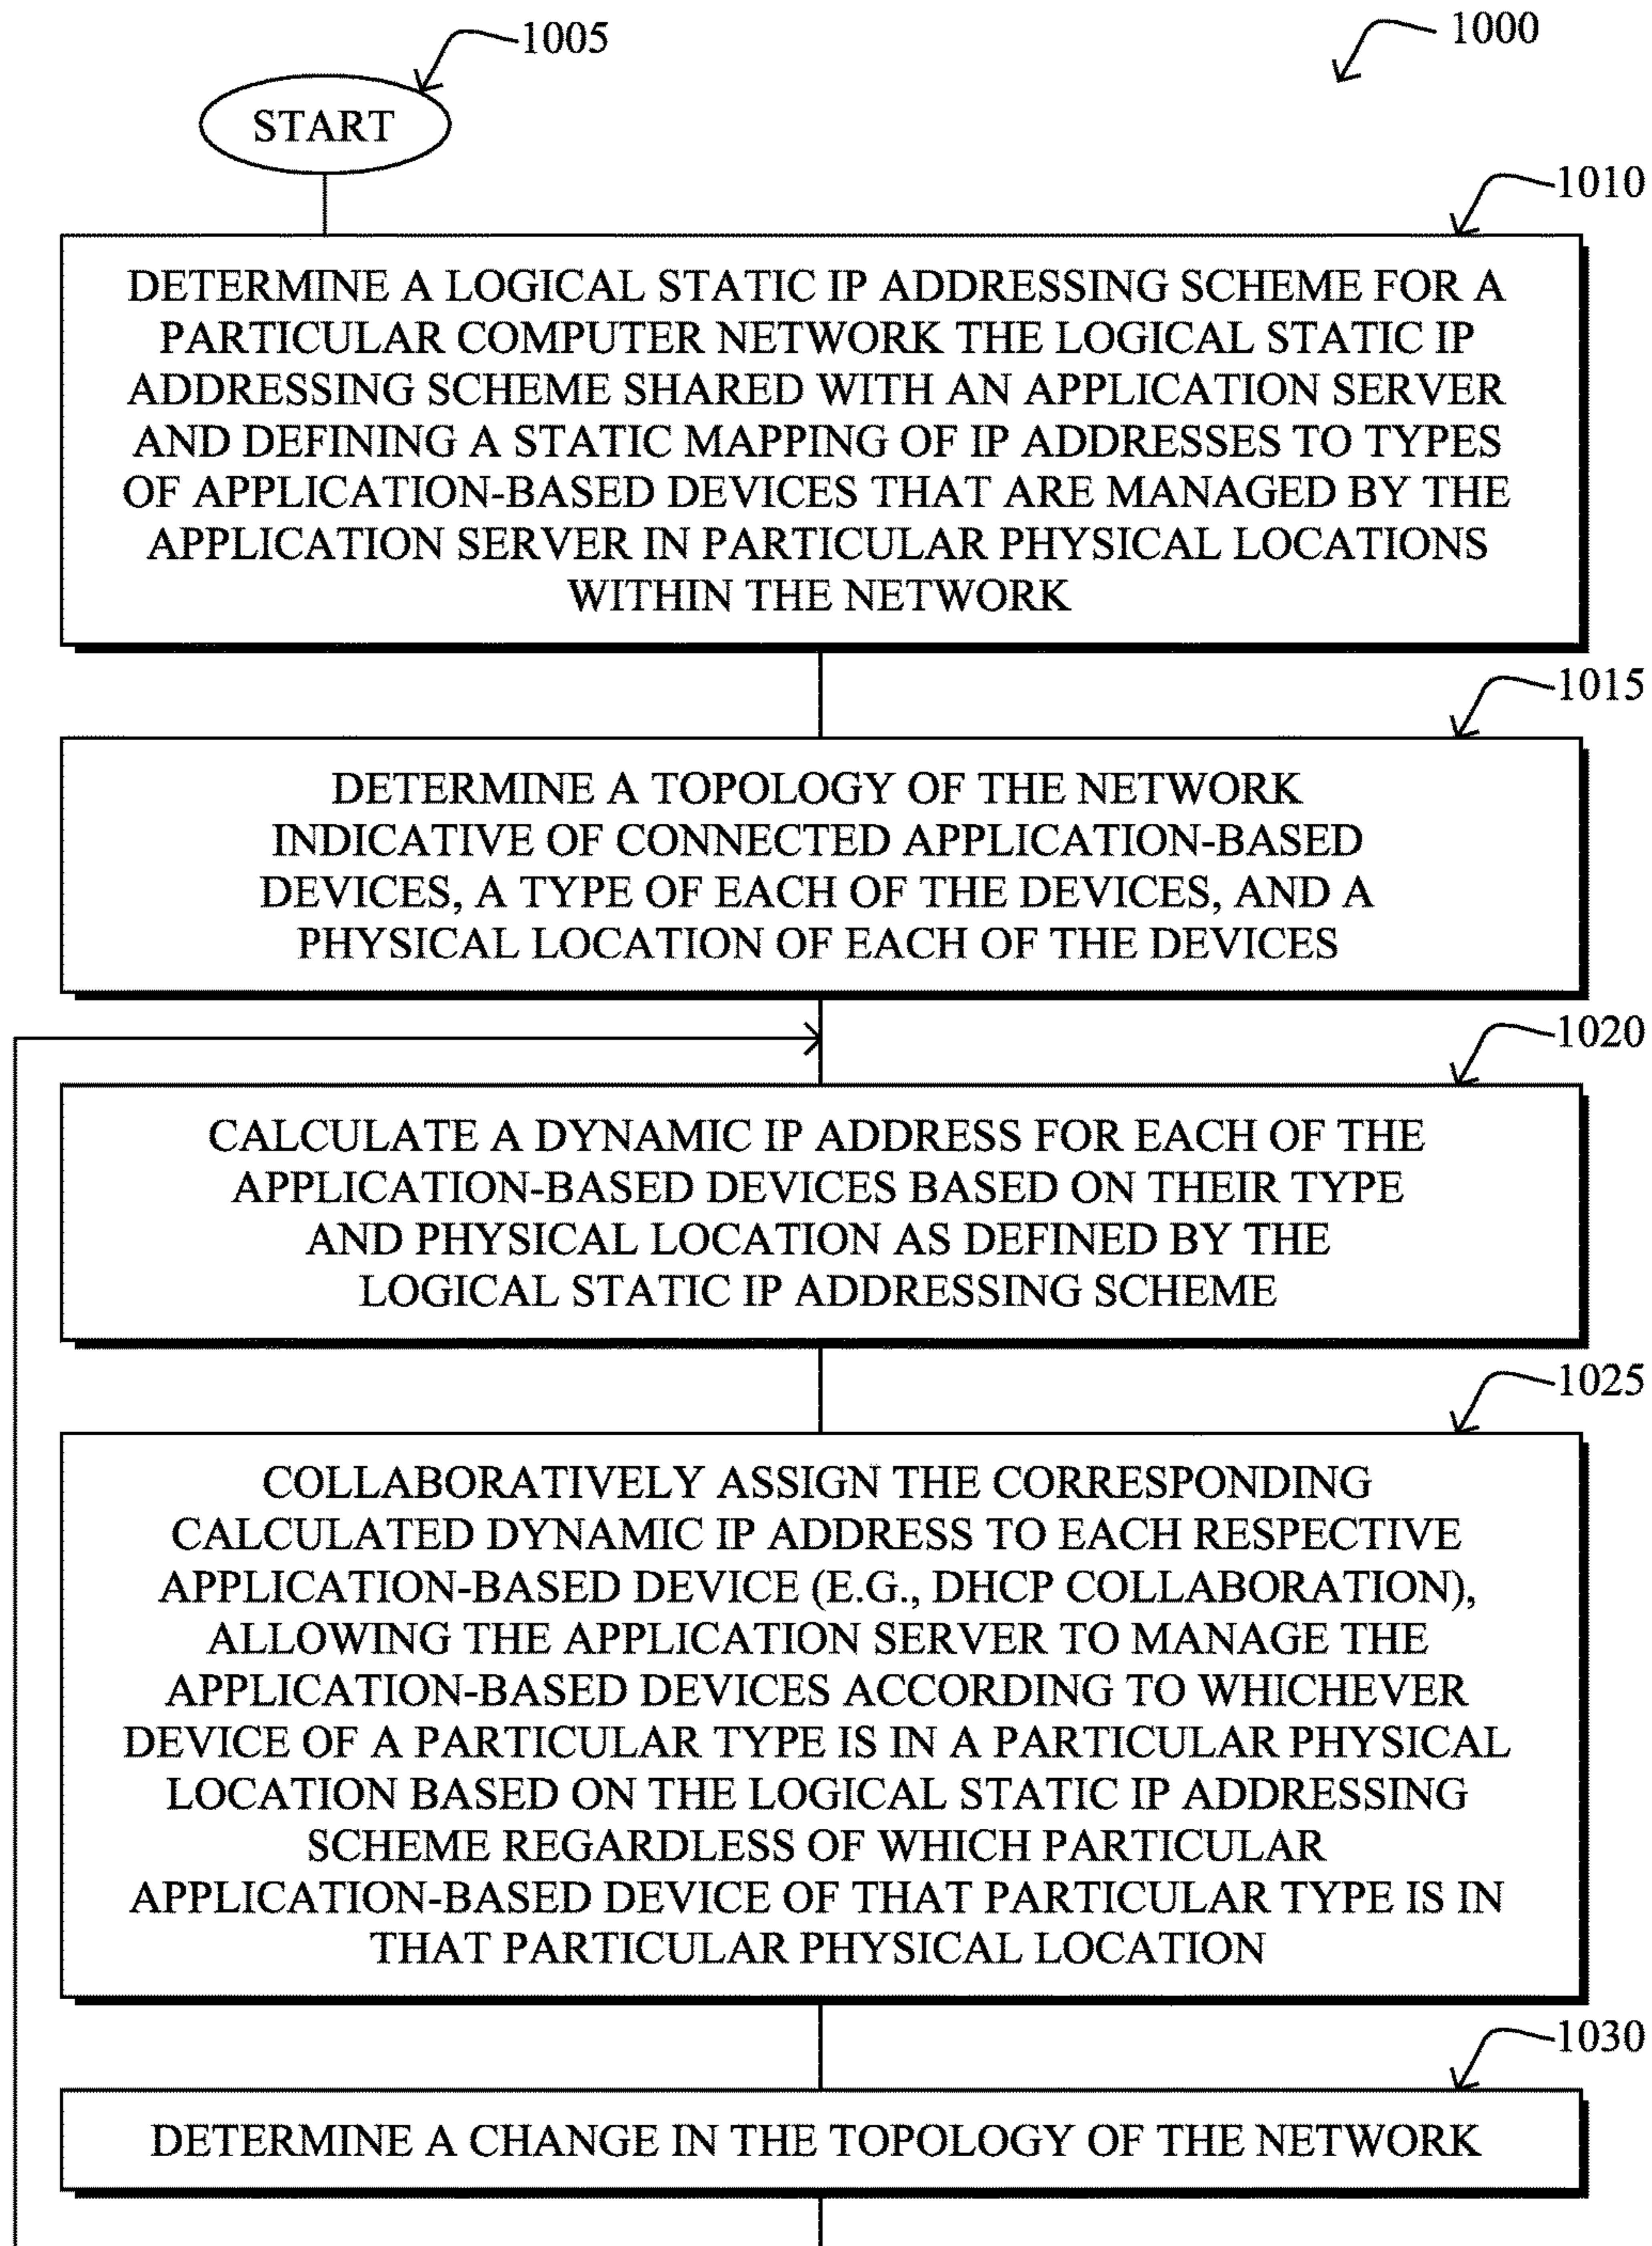 1005
1000
START
1010
DETERMINE A LOGICAL STATIC IP ADDRESSING SCHEME FOR A
PARTICULAR COMPUTER NETWORK THE LOGICAL STATIC IP
ADDRESSING SCHEME SHARED WITH AN APPLICATION SERVER
AND DEFINING A STATIC MAPPING OF IP ADDRESSES TO TYPES
OF APPLICATION-BASED DEVICES THAT ARE MANAGED BY THE
APPLICATION SERVER IN PARTICULAR PHYSICAL LOCATIONS
WITHIN THE NETWORK
1015
DETERMINE A TOPOLOGY OF THE NETWORK
INDICATIVE OF CONNECTED APPLICATION-BASED
DEVICES, A TYPE OF EACH OF THE DEVICES, AND A
PHYSICAL LOCATION OF EACH OF THE DEVICES
1020
CALCULATE A DYNAMIC IP ADDRESS FOR EACH OF THE
APPLICATION-BASED DEVICES BASED ON THEIR TYPE
AND PHYSICAL LOCATION AS DEFINED BY THE
LOGICAL STATIC IP ADDRESSING SCHEME
1025
COLLABORATIVELY ASSIGN THE CORRESPONDING
CALCULATED DYNAMIC IP ADDRESS TO EACH RESPECTIVE
APPLICATION-BASED DEVICE (E.G., DHCP COLLABORATION),
ALLOWING THE APPLICATION SERVER TO MANAGE THE
APPLICATION-BASED DEVICES ACCORDING TO WHICHEVER
DEVICE OF A PARTICULAR TYPE IS IN A PARTICULAR PHYSICAL
LOCATION BASED ON THE LOGICAL STATIC IP ADDRESSING
SCHEME REGARDLESS OF WHICH PARTICULAR
APPLICATION-BASED DEVICE OF THAT PARTICULAR TYPE IS IN
THAT PARTICULAR PHYSICAL LOCATION
1030
DETERMINE A CHANGE IN THE TOPOLOGY OF THE NETWORK